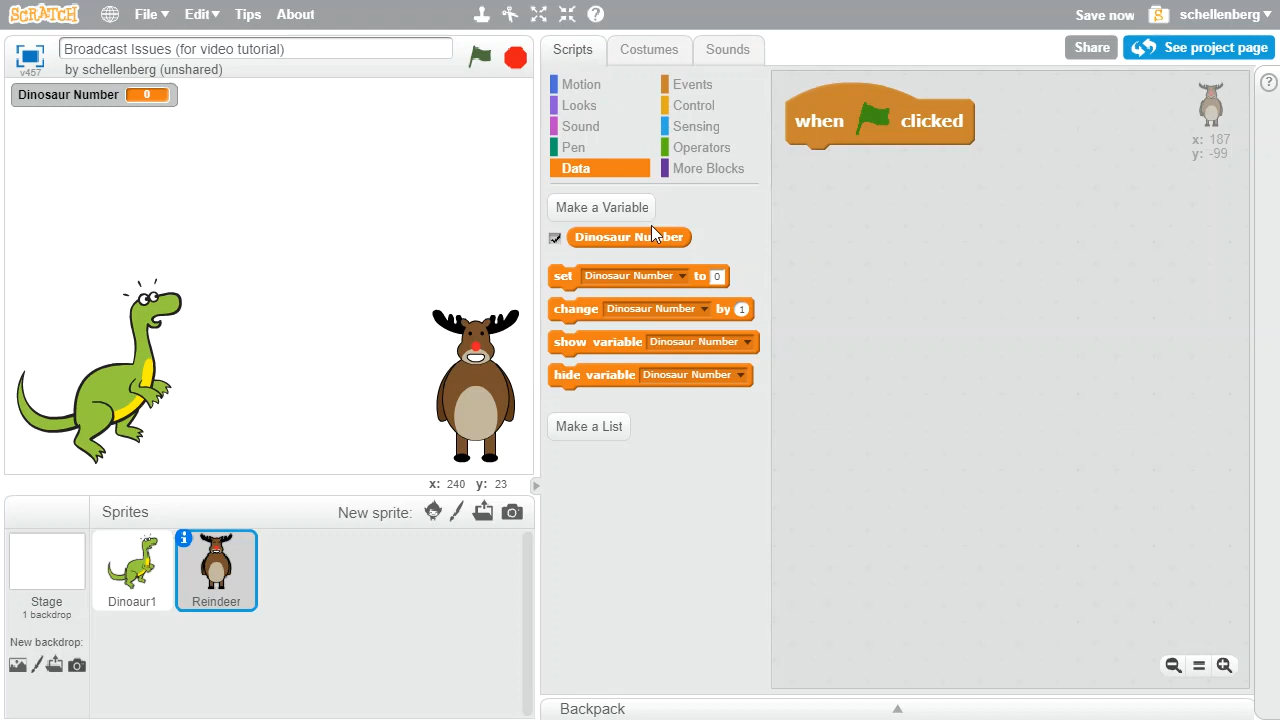 SCRATCH File Edit Tips About Save now schellenberg
Broadcast Issues (for video tutorial)
by schellenberg (unshared)
v457
Scripts Costumes Sounds
Share See project page
Dinosaur Number 0
Motion Events
Looks Control
Sound Sensing
Pen Operators
Data More Blocks
Make a Variable
Dinosaur Number
set Dinosaur Number to 0
change Dinosaur Number by 1
show variable Dinosaur Number
hide variable Dinosaur Number
Make a List
when clicked
x: 187
y: -99
x: 240 y: 23
Sprites New sprite:
Stage
1 backdrop
New backdrop:
Dinoaur1
Reindeer
Backpack